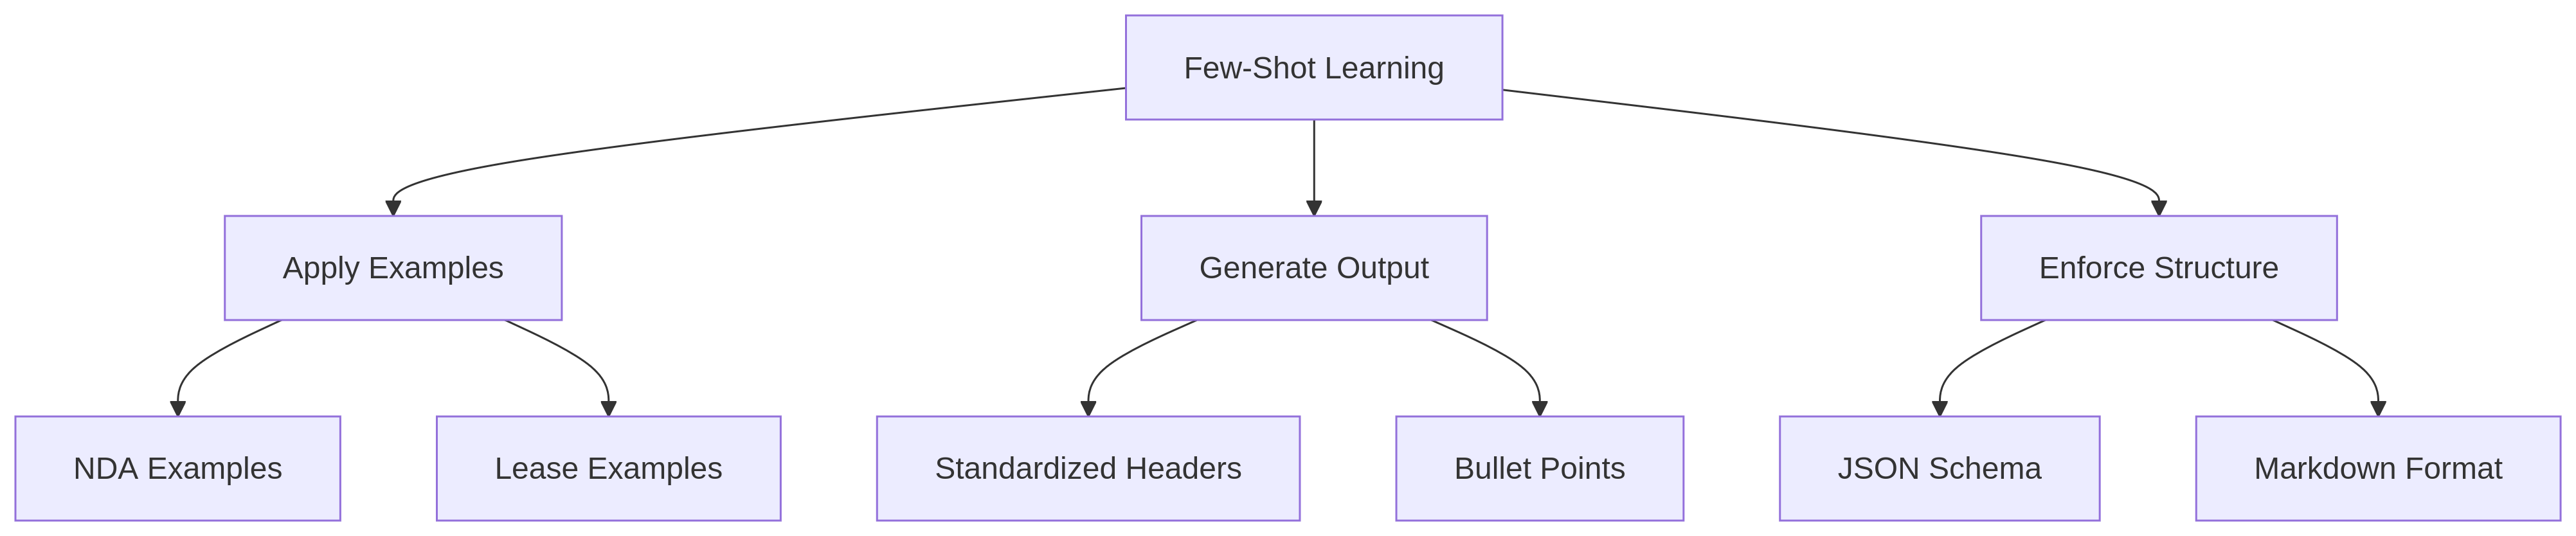 Few-Shot Learning
Apply Examples
Generate Output
Enforce Structure
NDA Examples
Lease Examples
Standardized Headers
Bullet Points
JSON Schema
Markdown Format